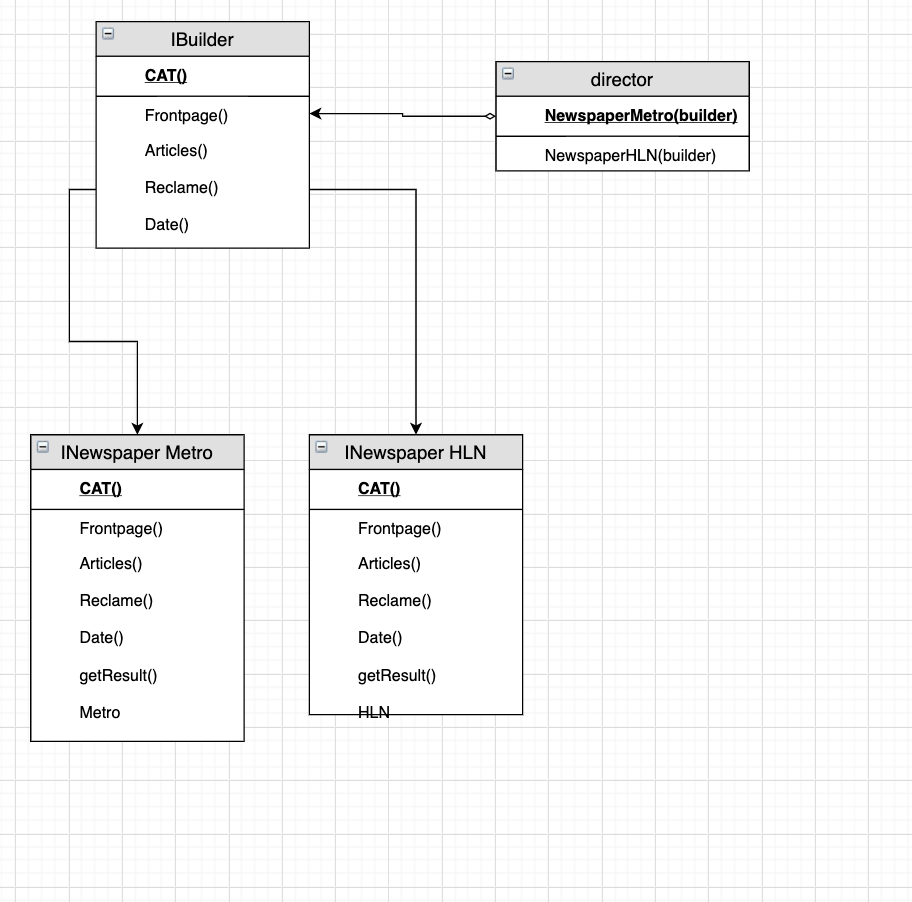 IBuilder
CAT()
Frontpage()
Articles()
Reclame()
Date()
director
NewspaperMetro(builder)
NewspaperHLN(builder)
INewspaper Metro
CAT()
Frontpage()
Articles()
Reclame()
Date()
getResult()
Metro
INewspaper HLN
CAT()
Frontpage()
Articles()
Reclame()
Date()
getResult()
HLN